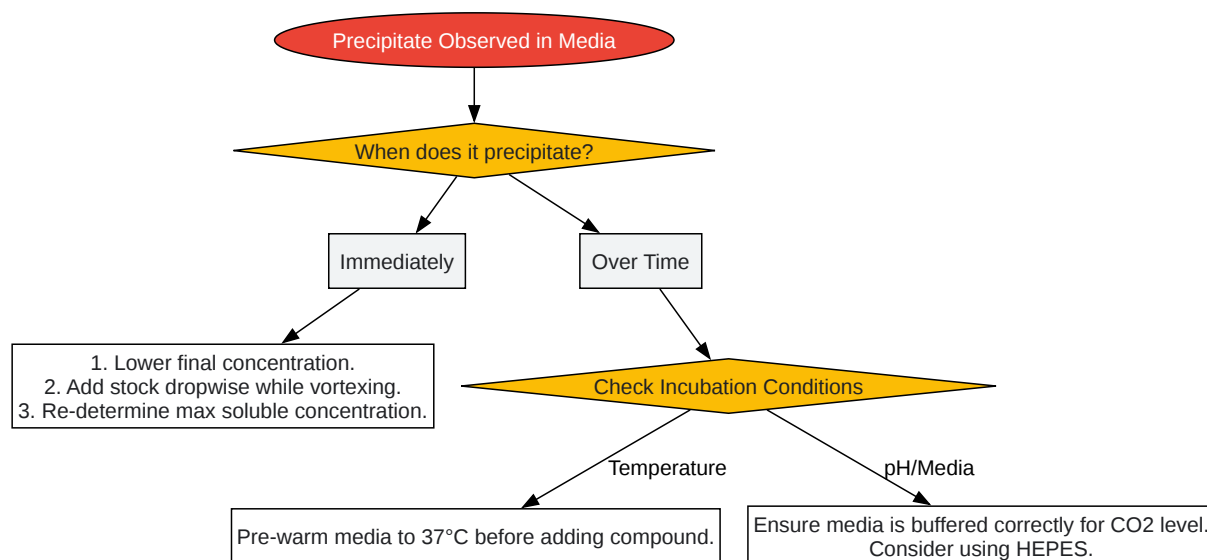 Precipitate Observed in Media
When does it precipitate?
Immediately
Over Time
1. Lower final concentration.
2. Add stock dropwise while vortexing.
3. Re-determine max soluble concentration.
Check Incubation Conditions
Temperature
pH/Media
Pre-warm media to 37°C before adding compound.
Ensure media is buffered correctly for CO2 level.
Consider using HEPES.